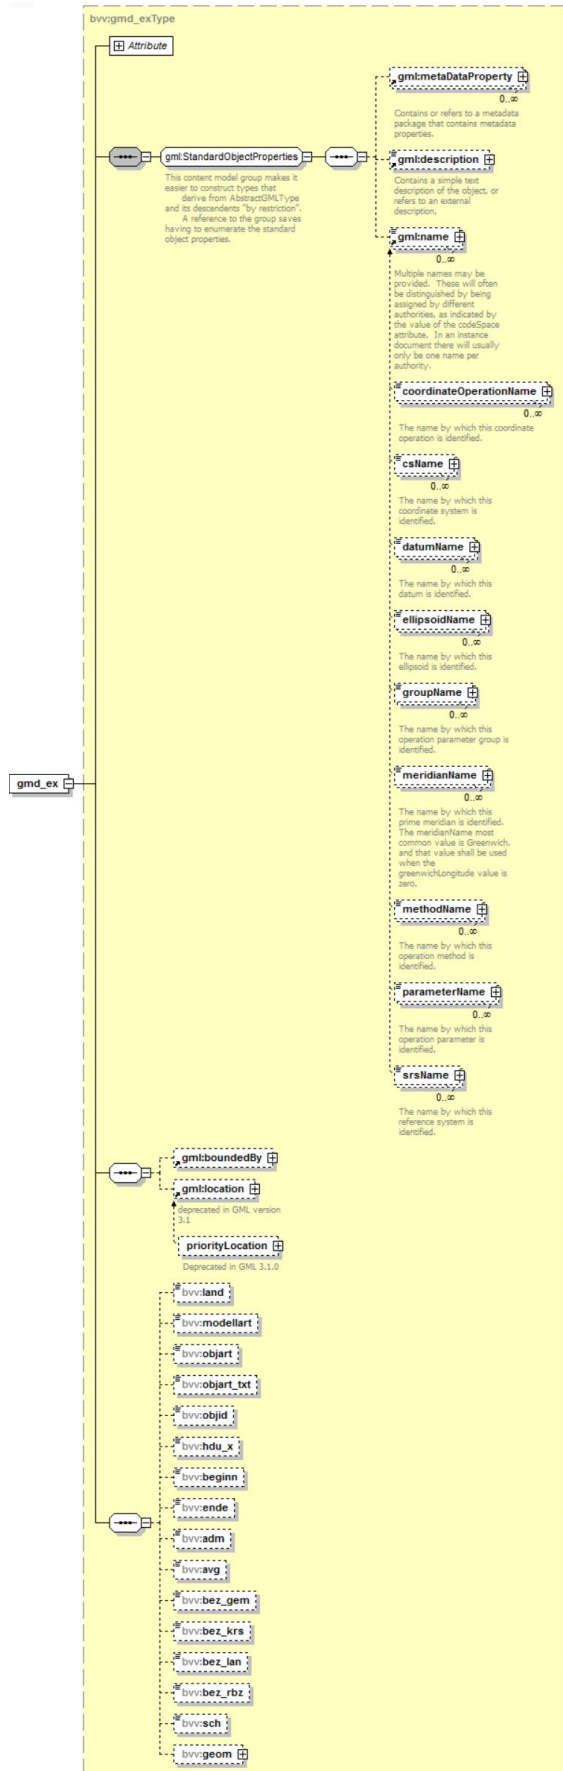 bvv:gmd_exType
Attribute
gml:metaDataProperty
0..∞
Contains or refers to a metadata
package that contains metadata
properties.
gml:StandardObjectProperties
This content model group makes it
easier to construct types that
derive from AbstractGMLType
and its descendents "by restriction".
A reference to the group saves
having to enumerate the standard
object properties.
gml:description
Contains a simple text
description of the object, or
refers to an external
description.
gml:name
0..∞
Multiple names may be
provided. These will often
be distinguished by being
assigned by different
authorities, as indicated by
the value of the codeSpace
attribute. In an instance
document there will usually
only be one name per
authority.
coordinateOperationName
0..∞
The name by which this coordinate
operation is identified.
csName
0..∞
The name by which this
coordinate system is
identified.
datumName
0..∞
The name by which this
datum is identified.
ellipsoidName
0..∞
The name by which this
ellipsoid is identified.
groupName
0..∞
The name by which this
operation parameter group is
identified.
gmd_ex
meridianName
0..∞
The name by which this
prime meridian is identified.
The meridianName most
common value is Greenwich,
and that value shall be used
when the
greenwichLongitude value is
zero.
methodName
0..∞
The name by which this
operation method is
identified.
parameterName
0..∞
The name by which this
operation parameter is
identified.
srsName
0..∞
The name by which this
reference system is
identified.
gml:boundedBy
gml:location
deprecated in GML version
3.1
priorityLocation
Deprecated in GML 3.1.0
bvv:land
bvv:modellart
bvv:objart
bvv:objart_txt
bvv:objid
bvv:hdu_x
bvv:beginn
bvv:ende
bvv:adm
bvv:avg
bvv:bez_gem
bvv:bez_krs
bvv:bez_lan
bvv:bez_rbz
bvv:sch
bvv:geom